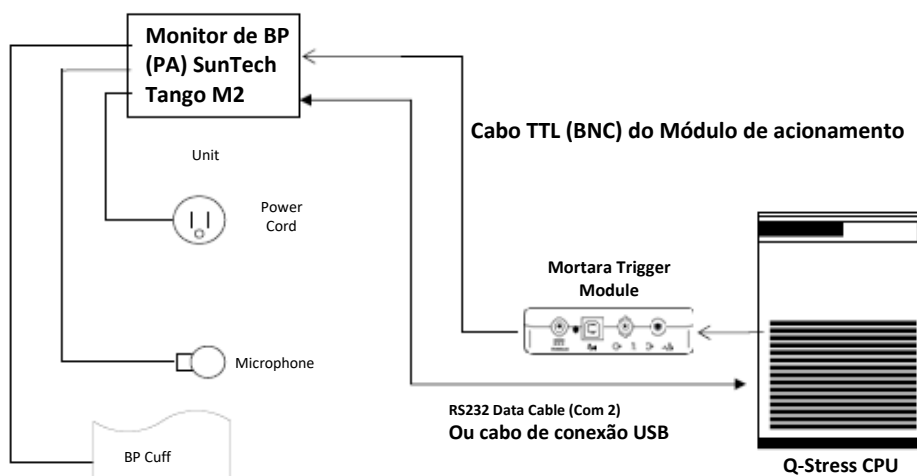 Monitor de BP
(PA) SunTech
Tango M2
Cabo TTL (BNC) do Módulo de acionamento
Unit
Power
Cord
Mortara Trigger
Module
Microphone
RS232 Data Cable (Com 2)
Ou cabo de conexão USB
BP Cuff
Q-Stress CPU